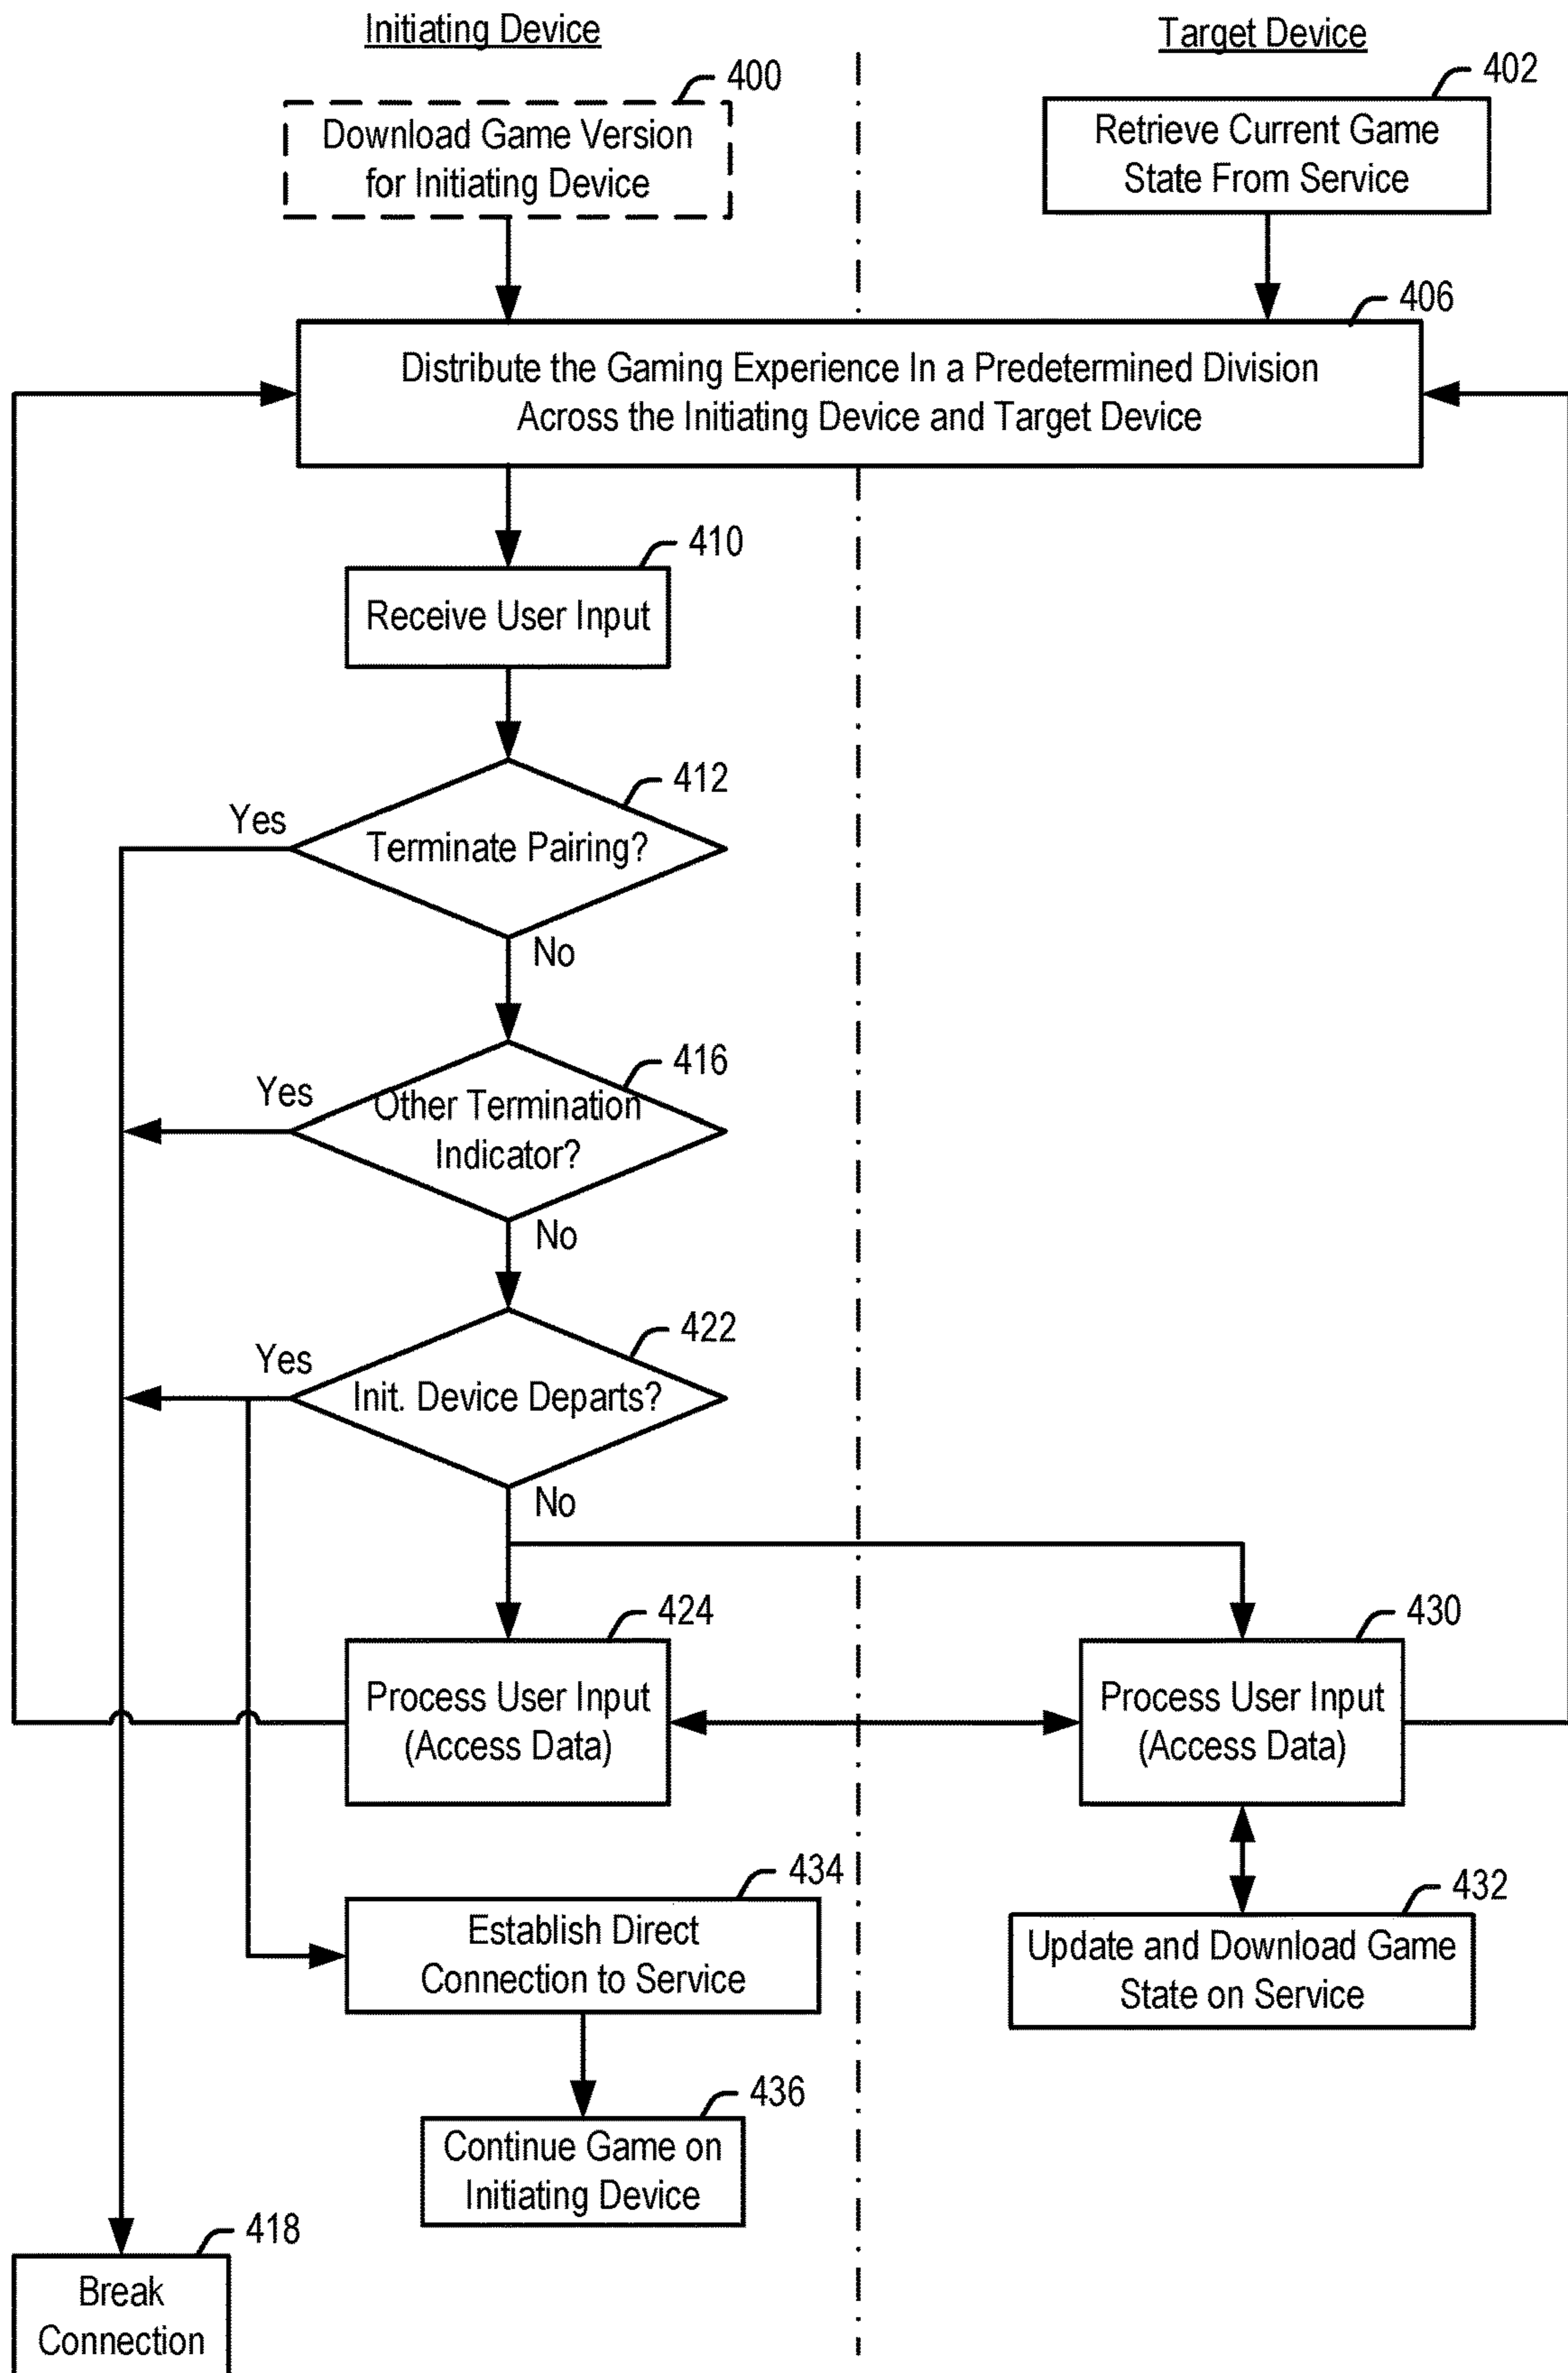 Initiating Device
Target Device
400
402
Download Game Version
for Initiating Device
Retrieve Current Game
State From Service
406
Distribute the Gaming Experience In a Predetermined Division
Across the Initiating Device and Target Device
410
Receive User Input
412
Yes
Terminate Pairing?
No
416
Yes
Other Termination
Indicator?
No
422
Yes
Init. Device Departs?
No
424
430
Process User Input
(Access Data)
Process User Input
(Access Data)
434
432
Establish Direct
Connection to Service
Update and Download Game
State on Service
436
Continue Game on
Initiating Device
418
Break
Connection